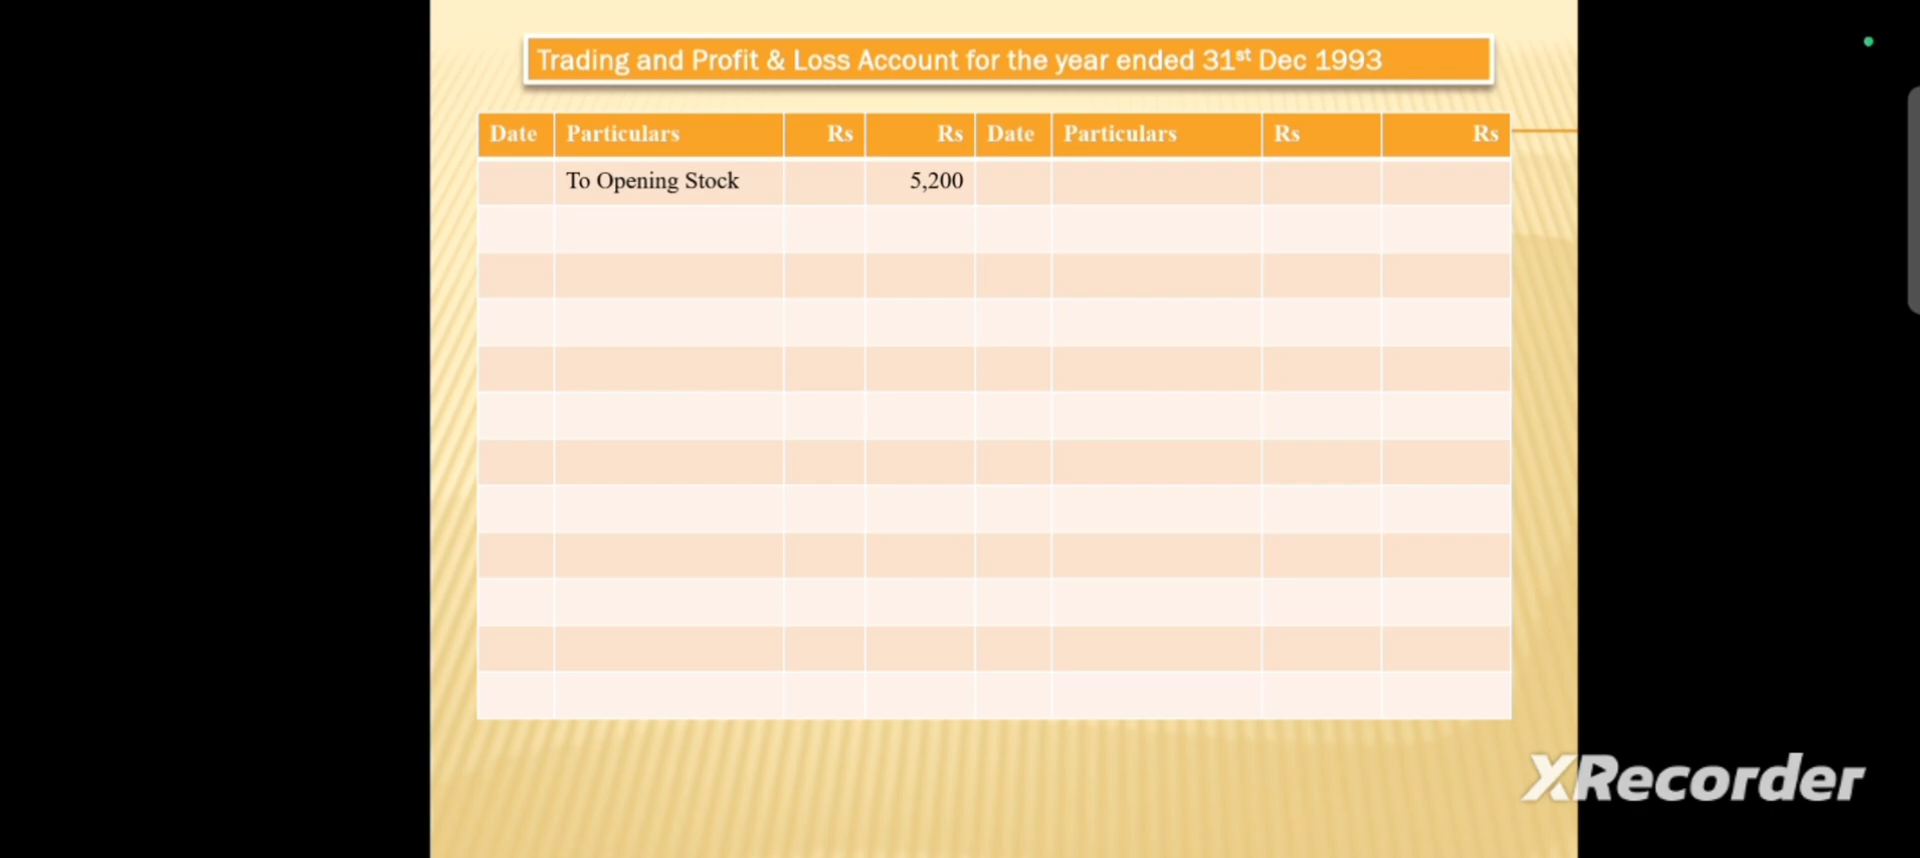 Trading and Profit & Loss Account for the year ended 31st Dec 1993
Date Particulars Rs Rs Date Particulars Rs Rs
To Opening Stock 5,200
XRecorder